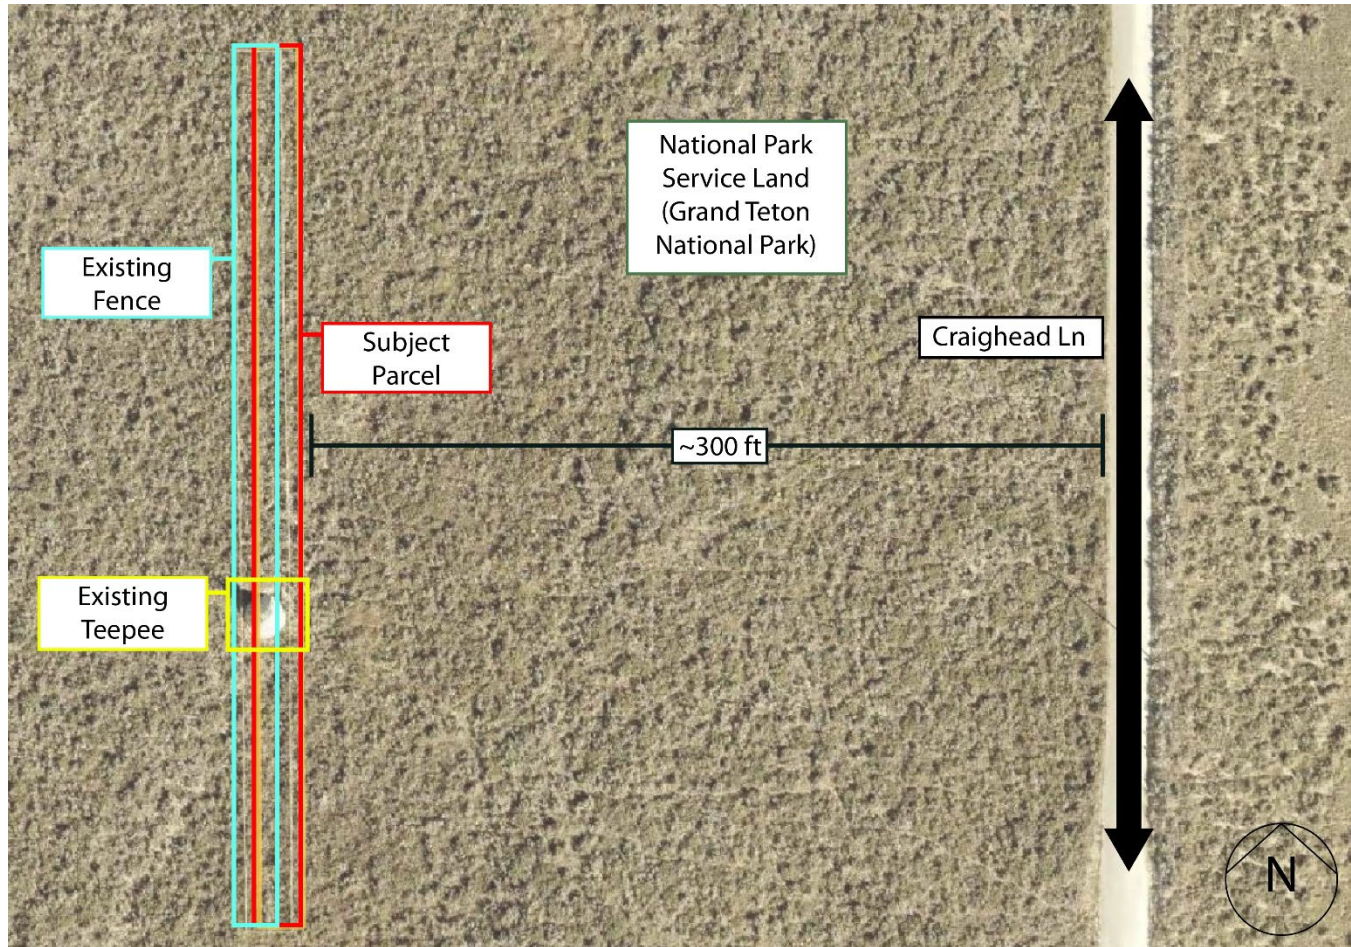 National Park
Service Land
(Grand Teton
National Park)
Existing
Fence
Subject
Parcel
Craighead Ln
~300 ft
Existing
Teepee
N